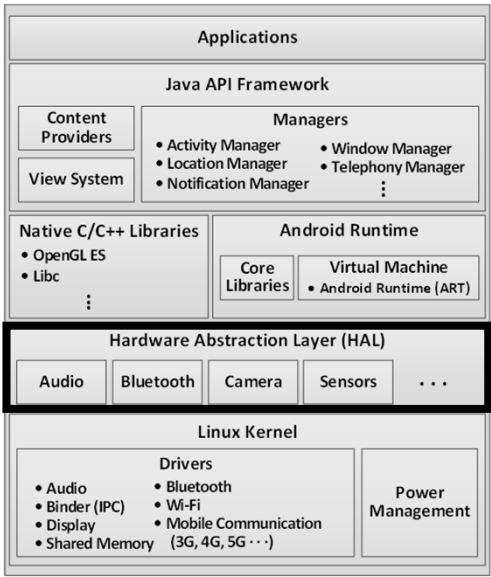 Applications
Java API Framework
Content
Providers
View System
Managers
• Activity Manager
• Location Manager
• Notification Manager
• Window Manager
• Telephony Manager
⋮
Native C/C++ Libraries
• OpenGL ES
• Libc
⋮
Android Runtime
Core
Libraries
Virtual Machine
• Android Runtime (ART)
Hardware Abstraction Layer (HAL)
Audio
Bluetooth
Camera
Sensors
· · ·
Linux Kernel
Drivers
• Audio
• Binder (IPC)
• Display
• Shared Memory
• Bluetooth
• Wi-Fi
• Mobile Communication
(3G, 4G, 5G · · ·)
Power
Management